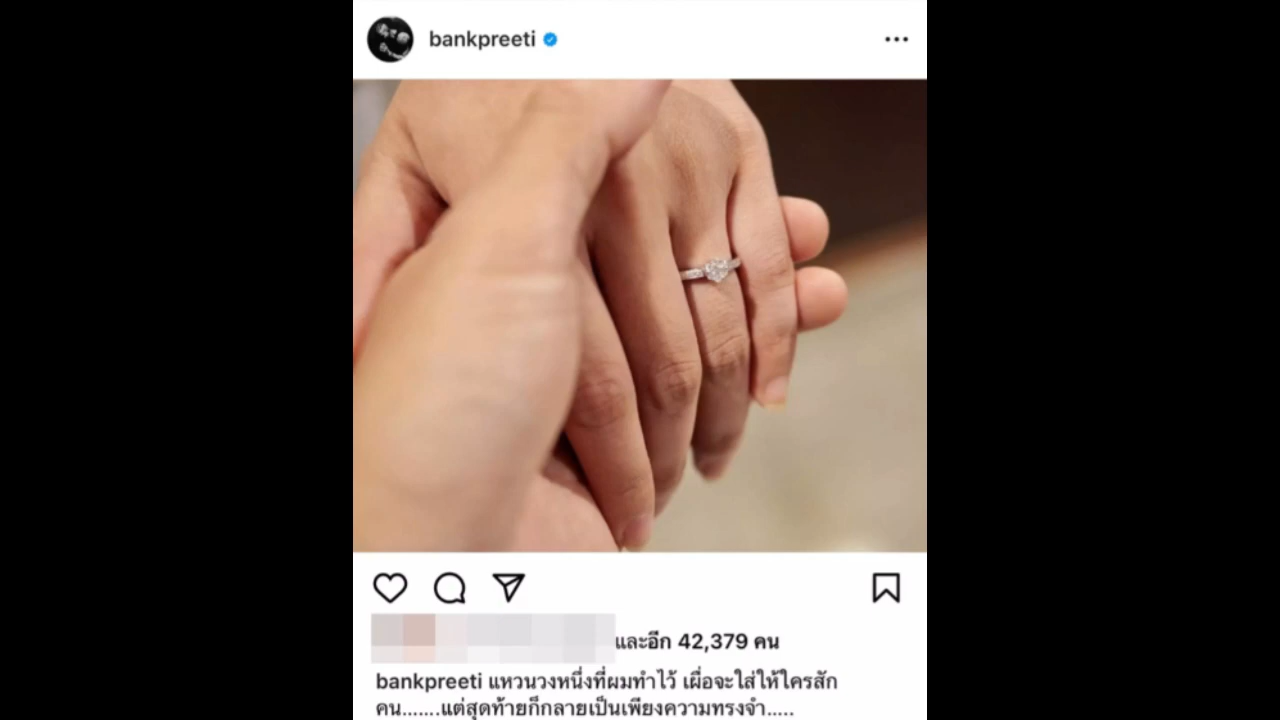 bankpreeti
และอีก 42,379 คน
bankpreeti แหวนวงหนึ่งที่ผมทำไว้ เผื่อจะใส่ให้ใครสัก
คน.......แต่สุดท้ายก็กลายเป็นเพียงความทรงจำ.....